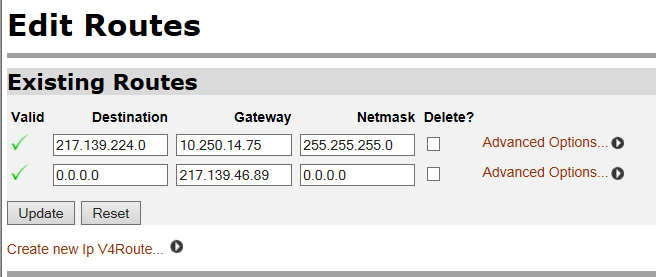 Edit Routes
Existing Routes
Valid Destination Gateway Netmask Delete?
217.139.224.0 10.250.14.75 255.255.255.0 Advanced Options...
0.0.0.0 217.139.46.89 0.0.0.0 Advanced Options...
Update Reset
Create new Ip V4Route...